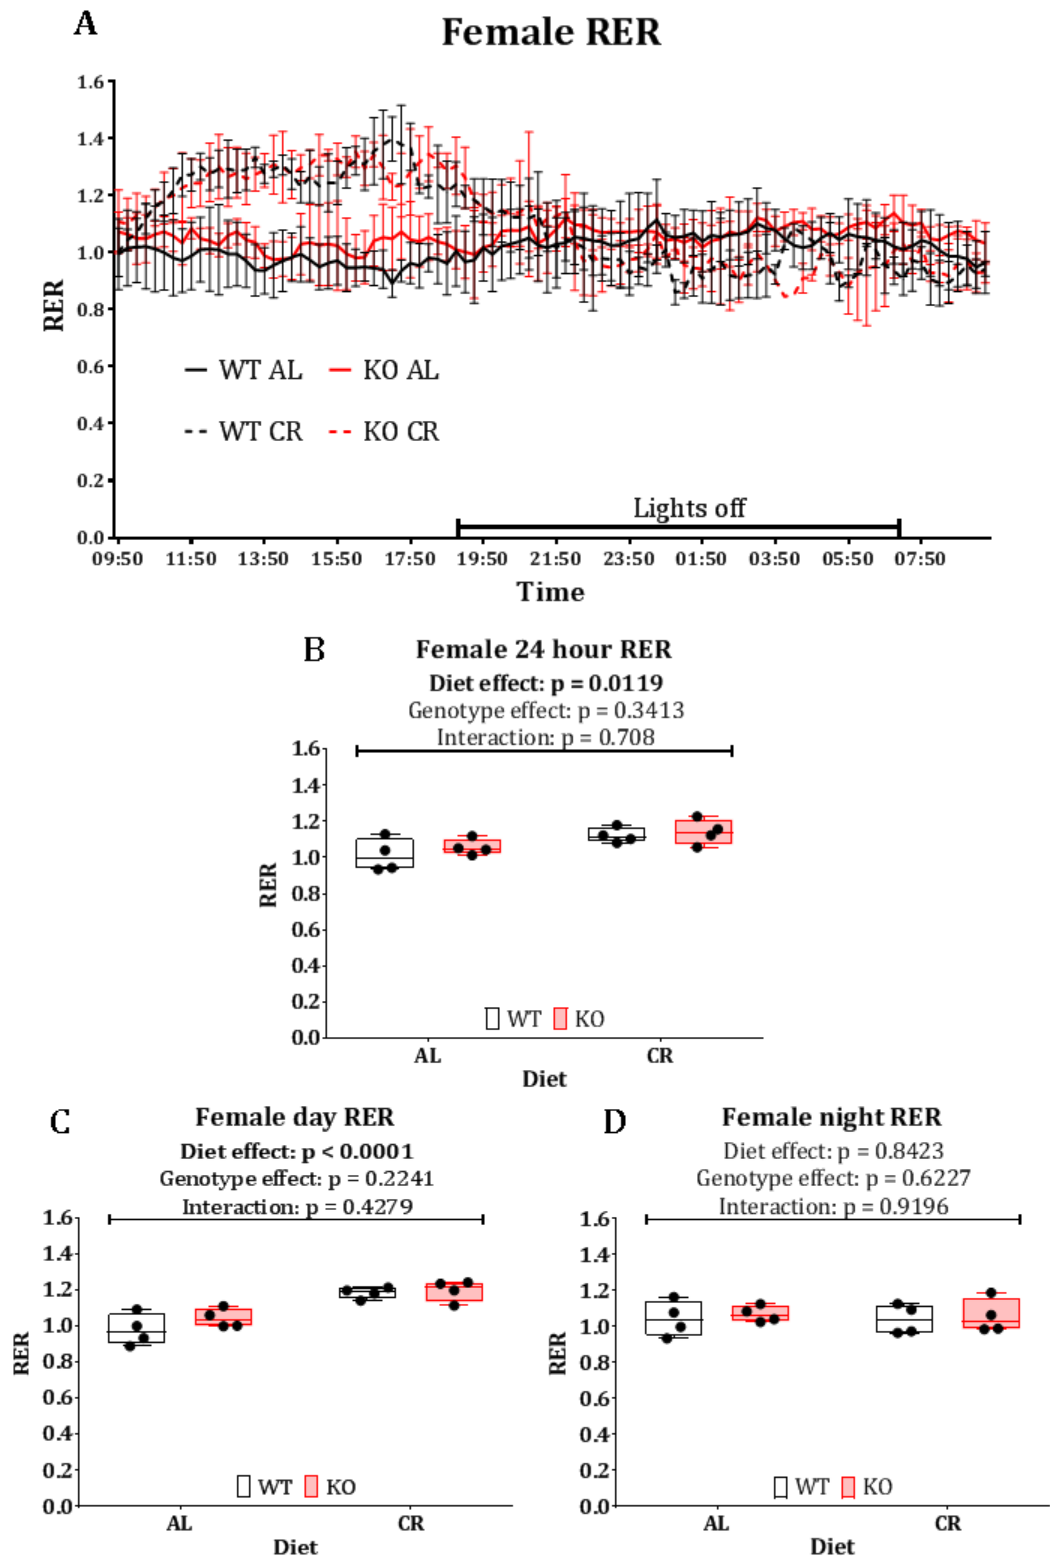 A
Female RER
1.6
1.4
1.2
1.0
0.8
0.6
0.4
0.2
0.0
RER
WT AL
KO AL
WT CR
KO CR
Lights off
09:50 11:50 13:50 15:50 17:50 19:50 21:50 23:50 01:50 03:50 05:50 07:50
Time
B
Female 24 hour RER
Diet effect: p = 0.0119
Genotype effect: p = 0.3413
Interaction: p = 0.708
1.6
1.4
1.2
1.0
0.8
0.6
0.4
0.2
0.0
RER
WT KO
AL CR
Diet
C
Female day RER
Diet effect: p < 0.0001
Genotype effect: p = 0.2241
Interaction: p = 0.4279
1.6
1.4
1.2
1.0
0.8
0.6
0.4
0.2
0.0
RER
WT KO
AL CR
Diet
D
Female night RER
Diet effect: p = 0.8423
Genotype effect: p = 0.6227
Interaction: p = 0.9196
1.6
1.4
1.2
1.0
0.8
0.6
0.4
0.2
0.0
RER
WT KO
AL CR
Diet